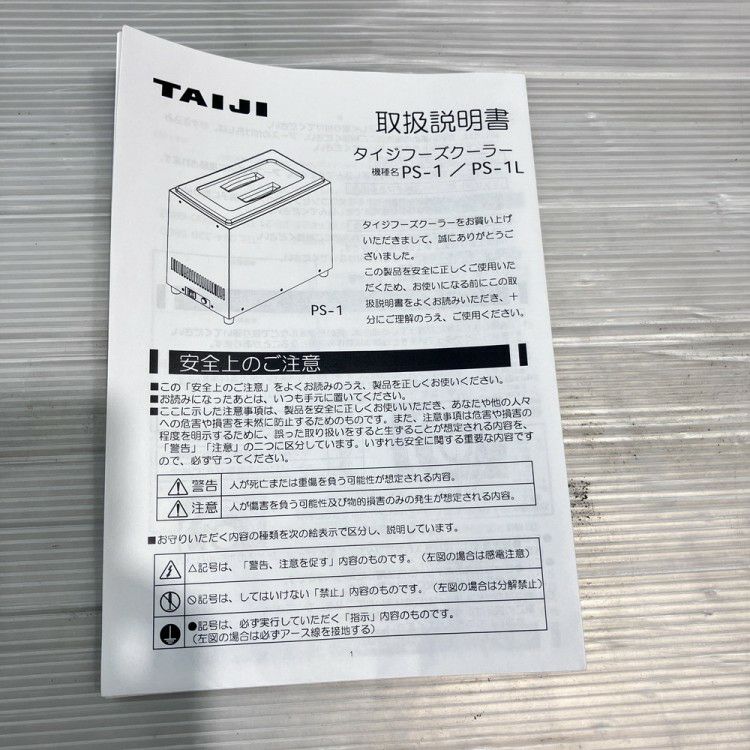 TAIJI
取扱説明書
タイジフーズクーラー
機種名 PS-1／PS-1L
タイジフーズクーラーをお買い上げ
いただきまして、誠にありがとうご
ざいました。
この製品を安全に正しくご使用いた
だくため、お使いになる前にこの取
扱説明書をよくお読みいただき、十
分にご理解のうえ、ご使用ください。
PS-1
安全上のご注意
■この「安全上のご注意」をよくお読みのうえ、製品を正しくお使いください。
■お読みになったあとは、いつも手元に置いてください。
■ここに示した注意事項は、製品を安全に正しくお使いいただき、あなたや他の人々
への危害や損害を未然に防止するためのものです。また、注意事項は危害や損害の
程度を明示するために、誤った取り扱いをすると生ずることが想定される内容を、
「警告」「注意」の二つに区分しています。いずれも安全に関する重要な内容です
ので、必ず守ってください。
警告 人が死亡または重傷を負う可能性が想定される内容。
注意 人が傷害を負う可能性及び物的損害のみの発生が想定される内容。
■お守りいただく内容の種類を次の絵表示で区分し、説明しています。
△記号は、「警告、注意を促す」内容のものです。（左図の場合は感電注意）
⃠記号は、してはいけない「禁止」内容のものです。（左図の場合は分解禁止）
●記号は、必ず実行していただく「指示」内容のものです。
（左図の場合は必ずアース線を接地する）
1